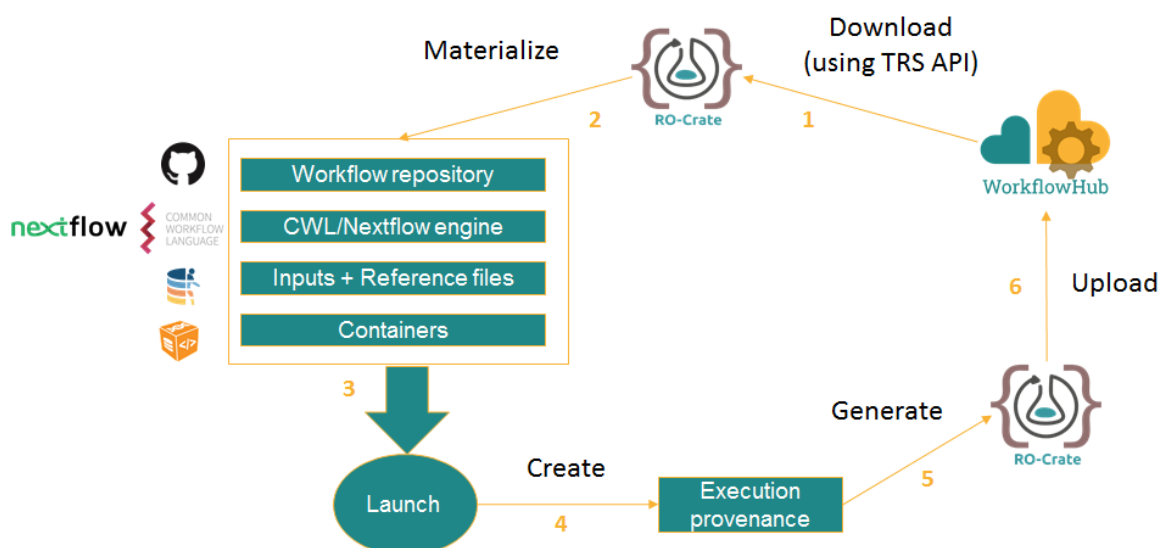 Materialize
Download
(using TRS API)
RO-Crate
2
1
WorkflowHub
Workflow repository
nextflow
COMMON
WORKFLOW
LANGUAGE
CWL/Nextflow engine
Inputs + Reference files
</>
Containers
6
Upload
3
Generate
RO-Crate
Launch
Create
4
Execution
provenance
5